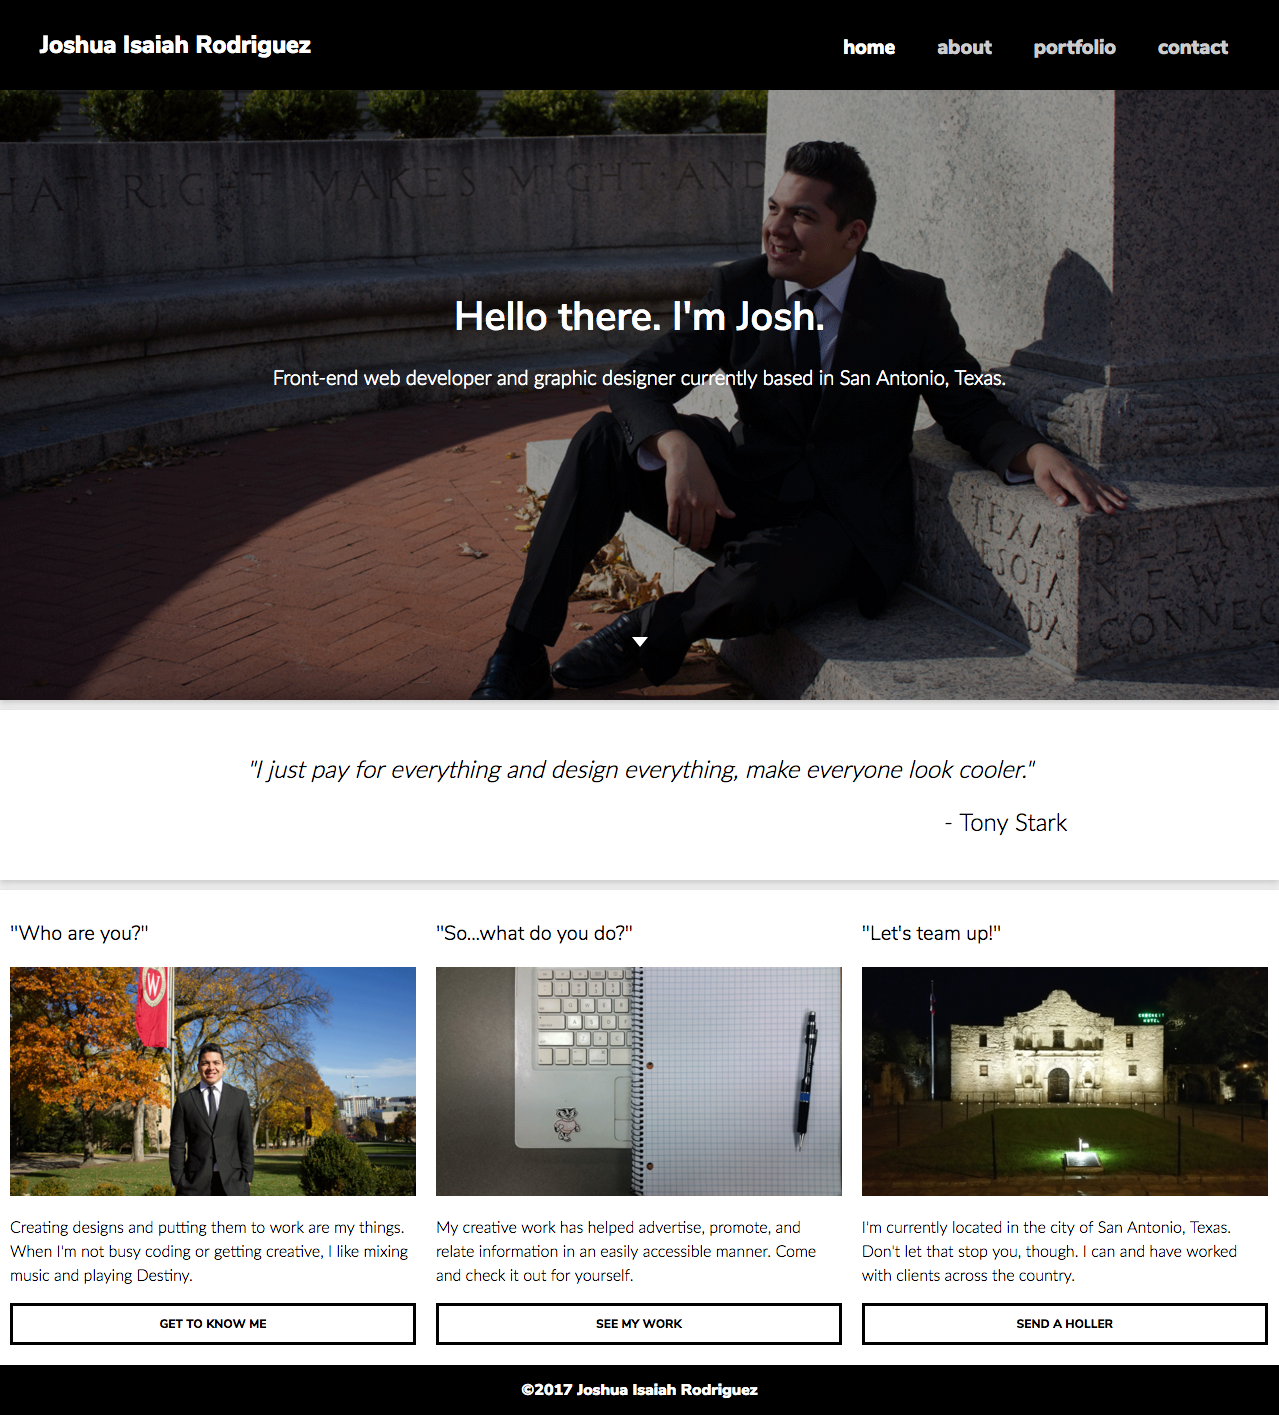 Joshua Isaiah Rodriguez
home about portfolio contact
HAT RIGHT MAKES MIGHT AND
Hello there. I'm Josh.
Front-end web developer and graphic designer currently based in San Antonio, Texas.
TEXAS
DELA
NEW
ADA CONNEC
"I just pay for everything and design everything, make everyone look cooler."
- Tony Stark
"Who are you?"
W
Creating designs and putting them to work are my things.
When I'm not busy coding or getting creative, I like mixing
music and playing Destiny.
GET TO KNOW ME
"So...what do you do?"
My creative work has helped advertise, promote, and
relate information in an easily accessible manner. Come
and check it out for yourself.
SEE MY WORK
"Let's team up!"
CROCKETT
HOTEL
I'm currently located in the city of San Antonio, Texas.
Don't let that stop you, though. I can and have worked
with clients across the country.
SEND A HOLLER
©2017 Joshua Isaiah Rodriguez